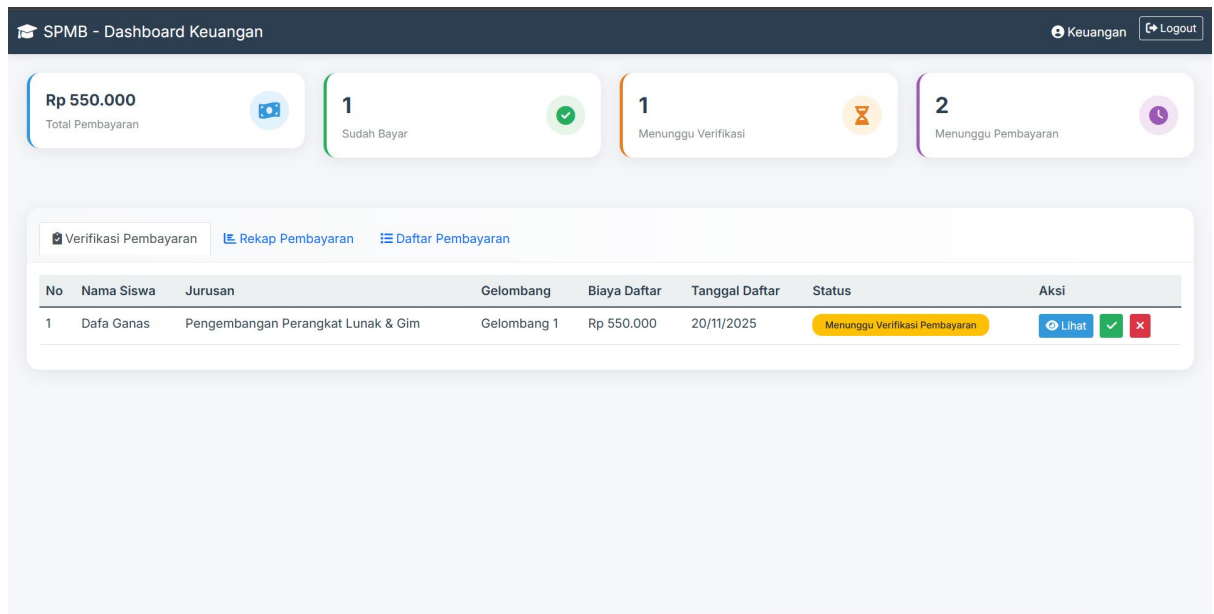 SPMB - Dashboard Keuangan
Keuangan
Logout
Rp 550.000
Total Pembayaran
1
Sudah Bayar
1
Menunggu Verifikasi
2
Menunggu Pembayaran
Verifikasi Pembayaran Rekap Pembayaran Daftar Pembayaran
No Nama Siswa Jurusan Gelombang Biaya Daftar Tanggal Daftar Status Aksi
1 Dafa Ganas Pengembangan Perangkat Lunak & Gim Gelombang 1 Rp 550.000 20/11/2025 Menunggu Verifikasi Pembayaran Lihat